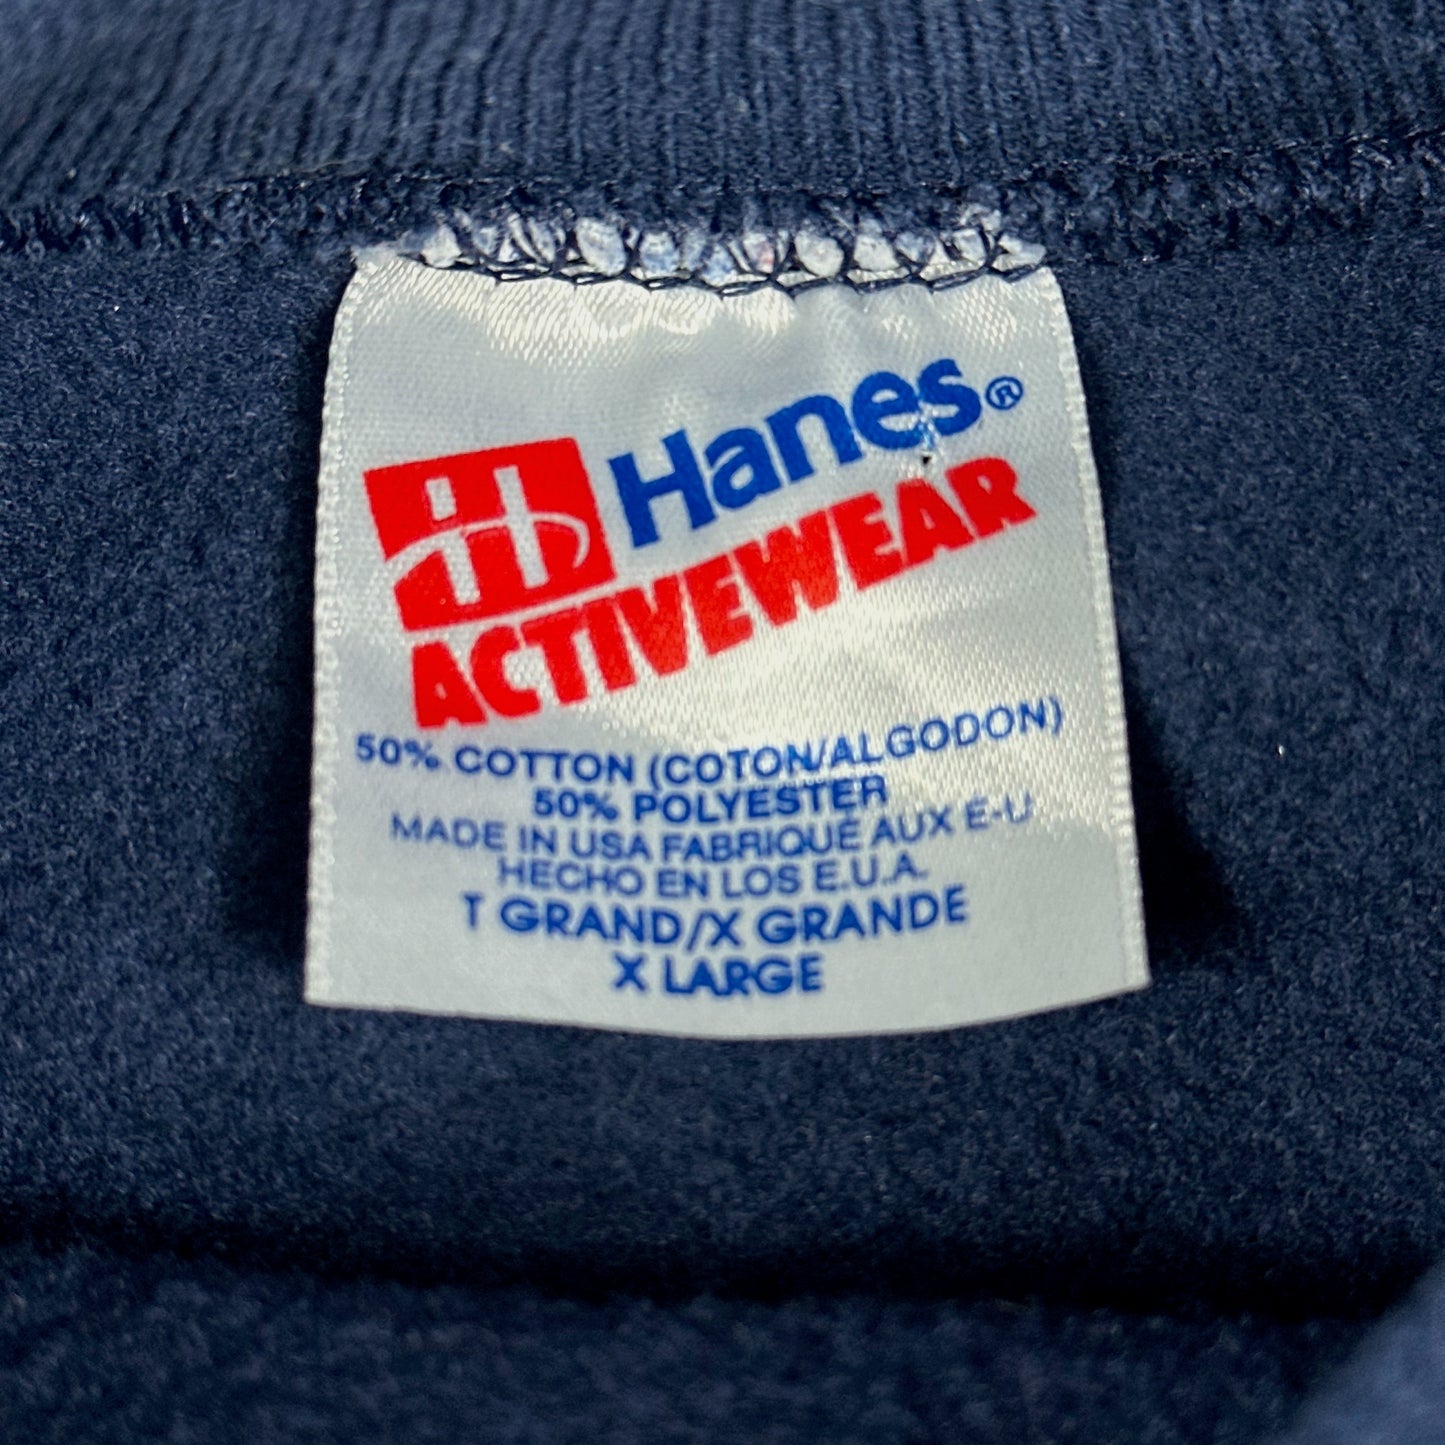 Hanes®
ACTIVEWEAR
50% COTTON (COTON/ALGODON)
50% POLYESTER
MADE IN USA FABRIQUÉ AUX É-U
HECHO EN LOS E.U.A.
T GRAND/X GRANDE
X LARGE